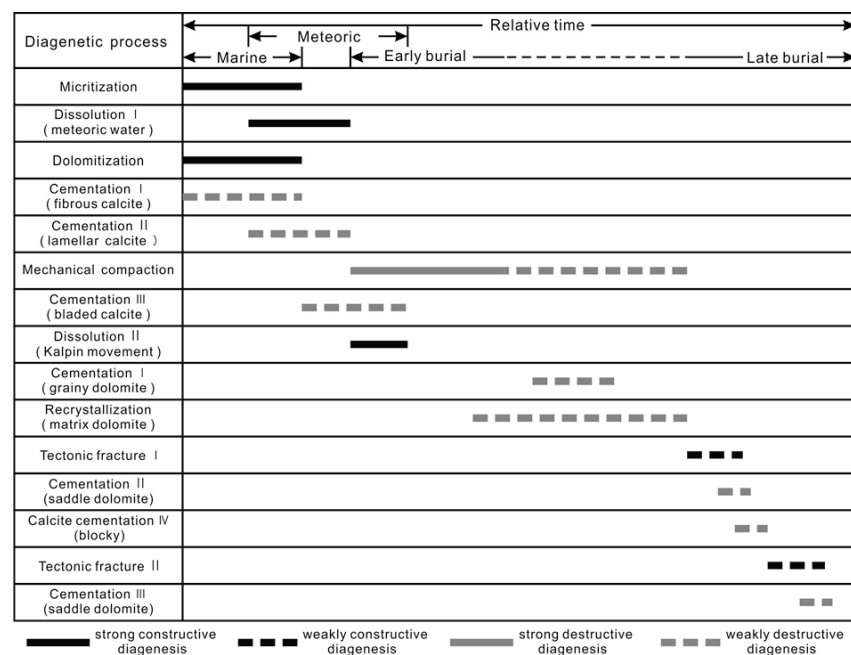 Diagenetic process
Relative time
Meteoric
Marine
Early burial
Late burial
Micritization
Dissolution Ⅰ
( meteoric water )
Dolomitization
Cementation Ⅰ
( fibrous calcite )
Cementation Ⅱ
( lamellar calcite )
Mechanical compaction
Cementation Ⅲ
( bladed calcite )
Dissolution Ⅱ
( Kalpin movement )
Cementation Ⅰ
( grainy dolomite )
Recrystallization
( matrix dolomite )
Tectonic fracture Ⅰ
Cementation Ⅱ
(saddle dolomite)
Calcite cementation Ⅳ
(blocky)
Tectonic fracture Ⅱ
Cementation Ⅲ
(saddle dolomite)
strong constructive
diagenesis
weakly constructive
diagenesis
strong destructive
diagenesis
weakly destructive
diagenesis